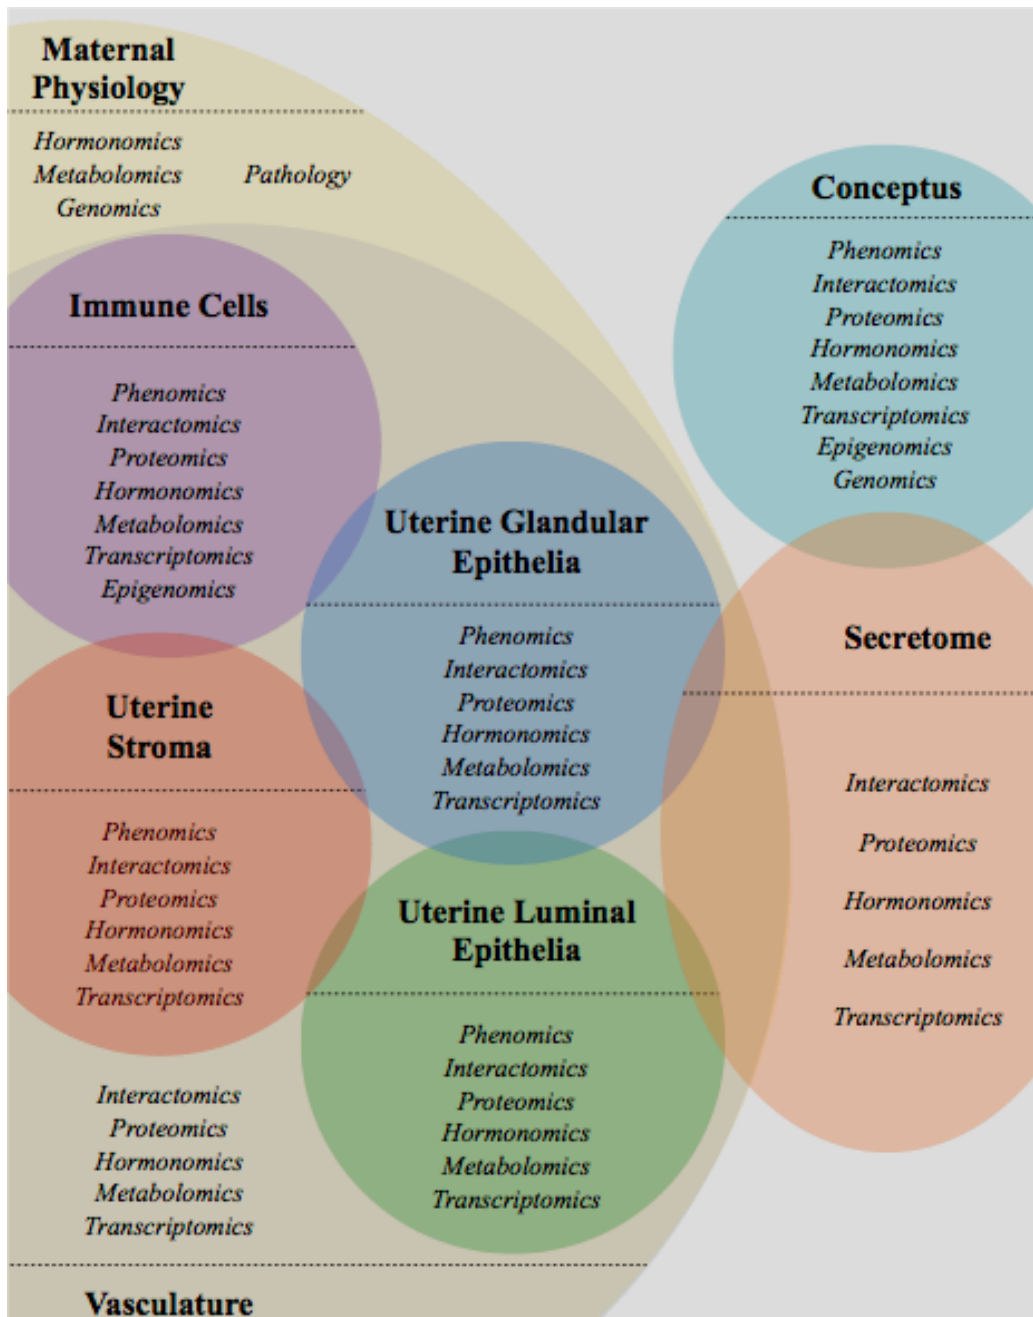 Maternal
Physiology
Hormonomics
Metabolomics Pathology
Genomics
Conceptus
Phenomics
Interactomics
Proteomics
Hormonomics
Metabolomics
Transcriptomics
Epigenomics
Genomics
Immune Cells
Phenomics
Interactomics
Proteomics
Hormonomics
Metabolomics
Transcriptomics
Epigenomics
Uterine Glandular
Epithelia
Phenomics
Interactomics
Proteomics
Hormonomics
Metabolomics
Transcriptomics
Secretome
Interactomics
Proteomics
Hormonomics
Metabolomics
Transcriptomics
Uterine
Stroma
Phenomics
Interactomics
Proteomics
Hormonomics
Metabolomics
Transcriptomics
Uterine Luminal
Epithelia
Phenomics
Interactomics
Proteomics
Hormonomics
Metabolomics
Transcriptomics
Interactomics
Proteomics
Hormonomics
Metabolomics
Transcriptomics
Vasculature